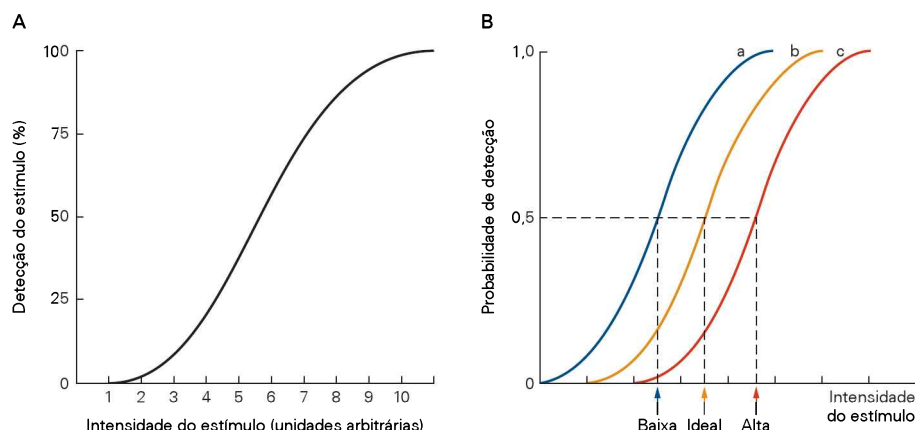 A
Detecção do estímulo (%)
100
75
50
25
0
1 2 3 4 5 6 7 8 9 10
Intensidade do estímulo (unidades arbitrárias)
B
Probabilidade de detecção
1,0
0,5
0
a b c
Baixa Ideal Alta
Intensidade
do estímulo